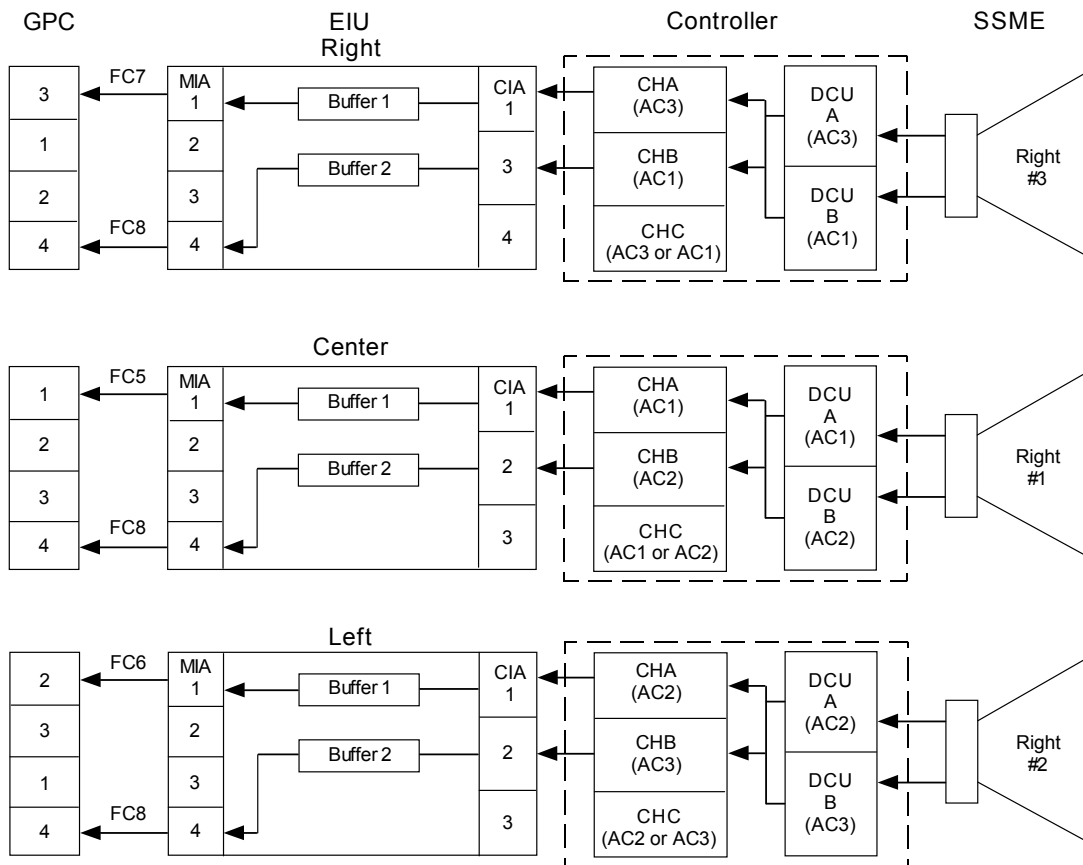 GPC EIU Controller SSME
Right
3
1
2
4
FC7
FC8
MIA
1
2
3
4
Buffer 1
Buffer 2
CIA
1
3
4
CHA
(AC3)
CHB
(AC1)
CHC
(AC3 or AC1)
DCU
A
(AC3)
DCU
B
(AC1)
Right
#3
Center
1
2
3
4
FC5
FC8
MIA
1
2
3
4
Buffer 1
Buffer 2
CIA
1
2
3
CHA
(AC1)
CHB
(AC2)
CHC
(AC1 or AC2)
DCU
A
(AC1)
DCU
B
(AC2)
Right
#1
Left
2
3
1
4
FC6
FC8
MIA
1
2
3
4
Buffer 1
Buffer 2
CIA
1
2
3
CHA
(AC2)
CHB
(AC3)
CHC
(AC2 or AC3)
DCU
A
(AC2)
DCU
B
(AC3)
Right
#2